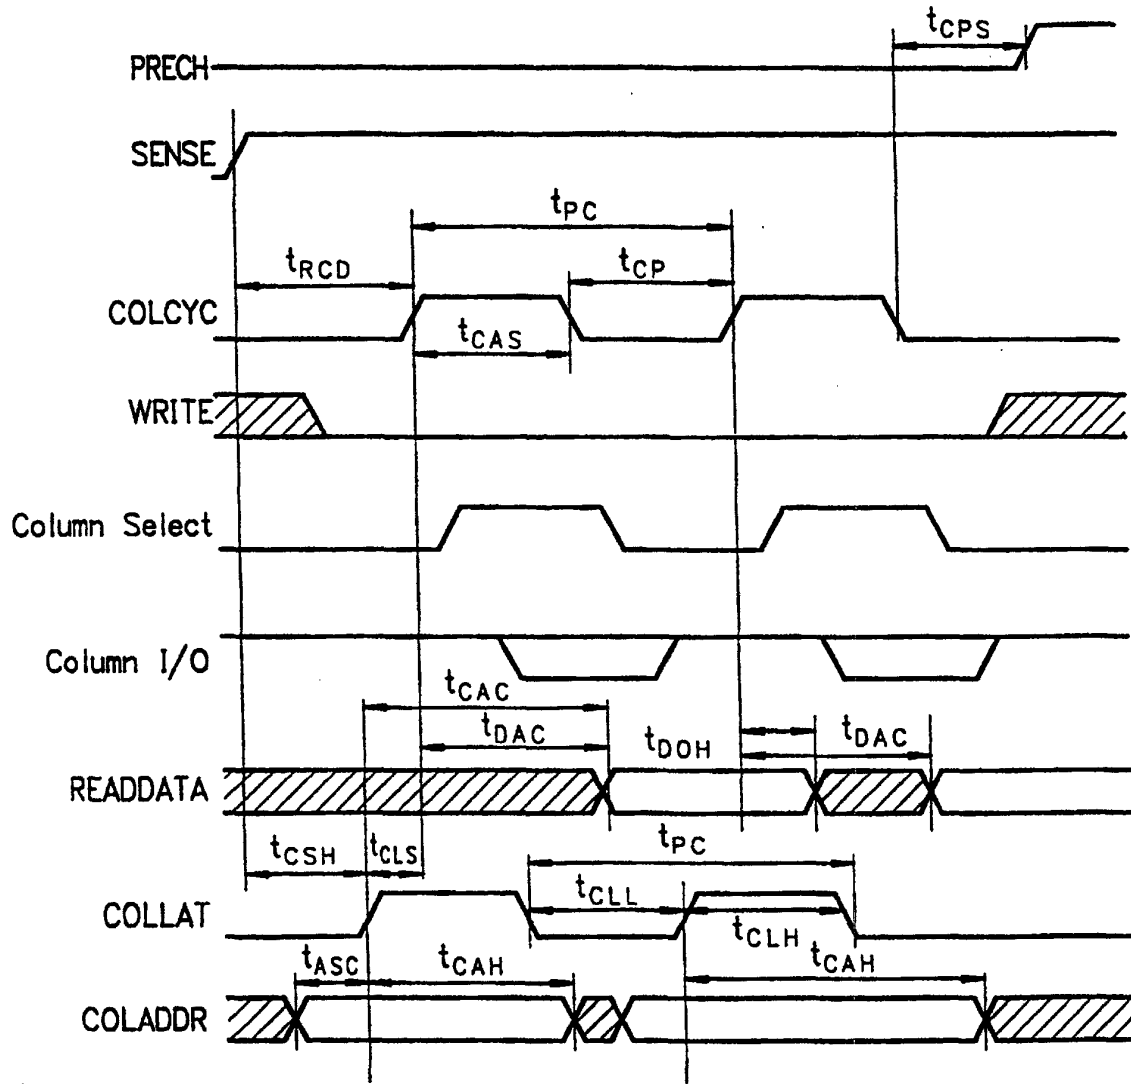 tCPS
PRECH
SENSE
tPC
tRCD
tCP
COLCYC
tCAS
WRITE
Column Select
Column I/O
tCAC
tDAC
tDOH
tDAC
READDATA
tPC
tCSH
tCLS
tCLL
COLLAT
tCLH
tASC
tCAH
tCAH
COLADDR